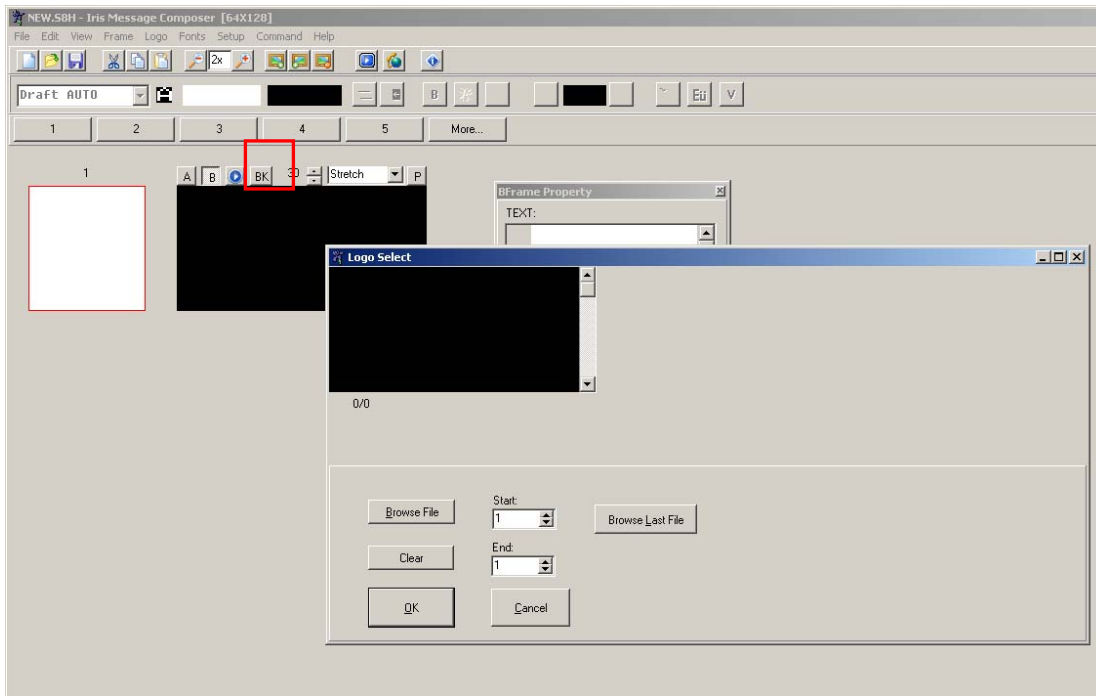 NEW.S8H - Iris Message Composer [64X128]
File Edit View Frame Logo Fonts Setup Command Help
2x
Draft AUTO B Eü V
1 2 3 4 5 More...
1
A B BK 30 Stretch P
BFrame Property
TEXT:
Logo Select
0/0
Browse File
Start:
1
Browse Last File
Clear
End:
1
OK
Cancel